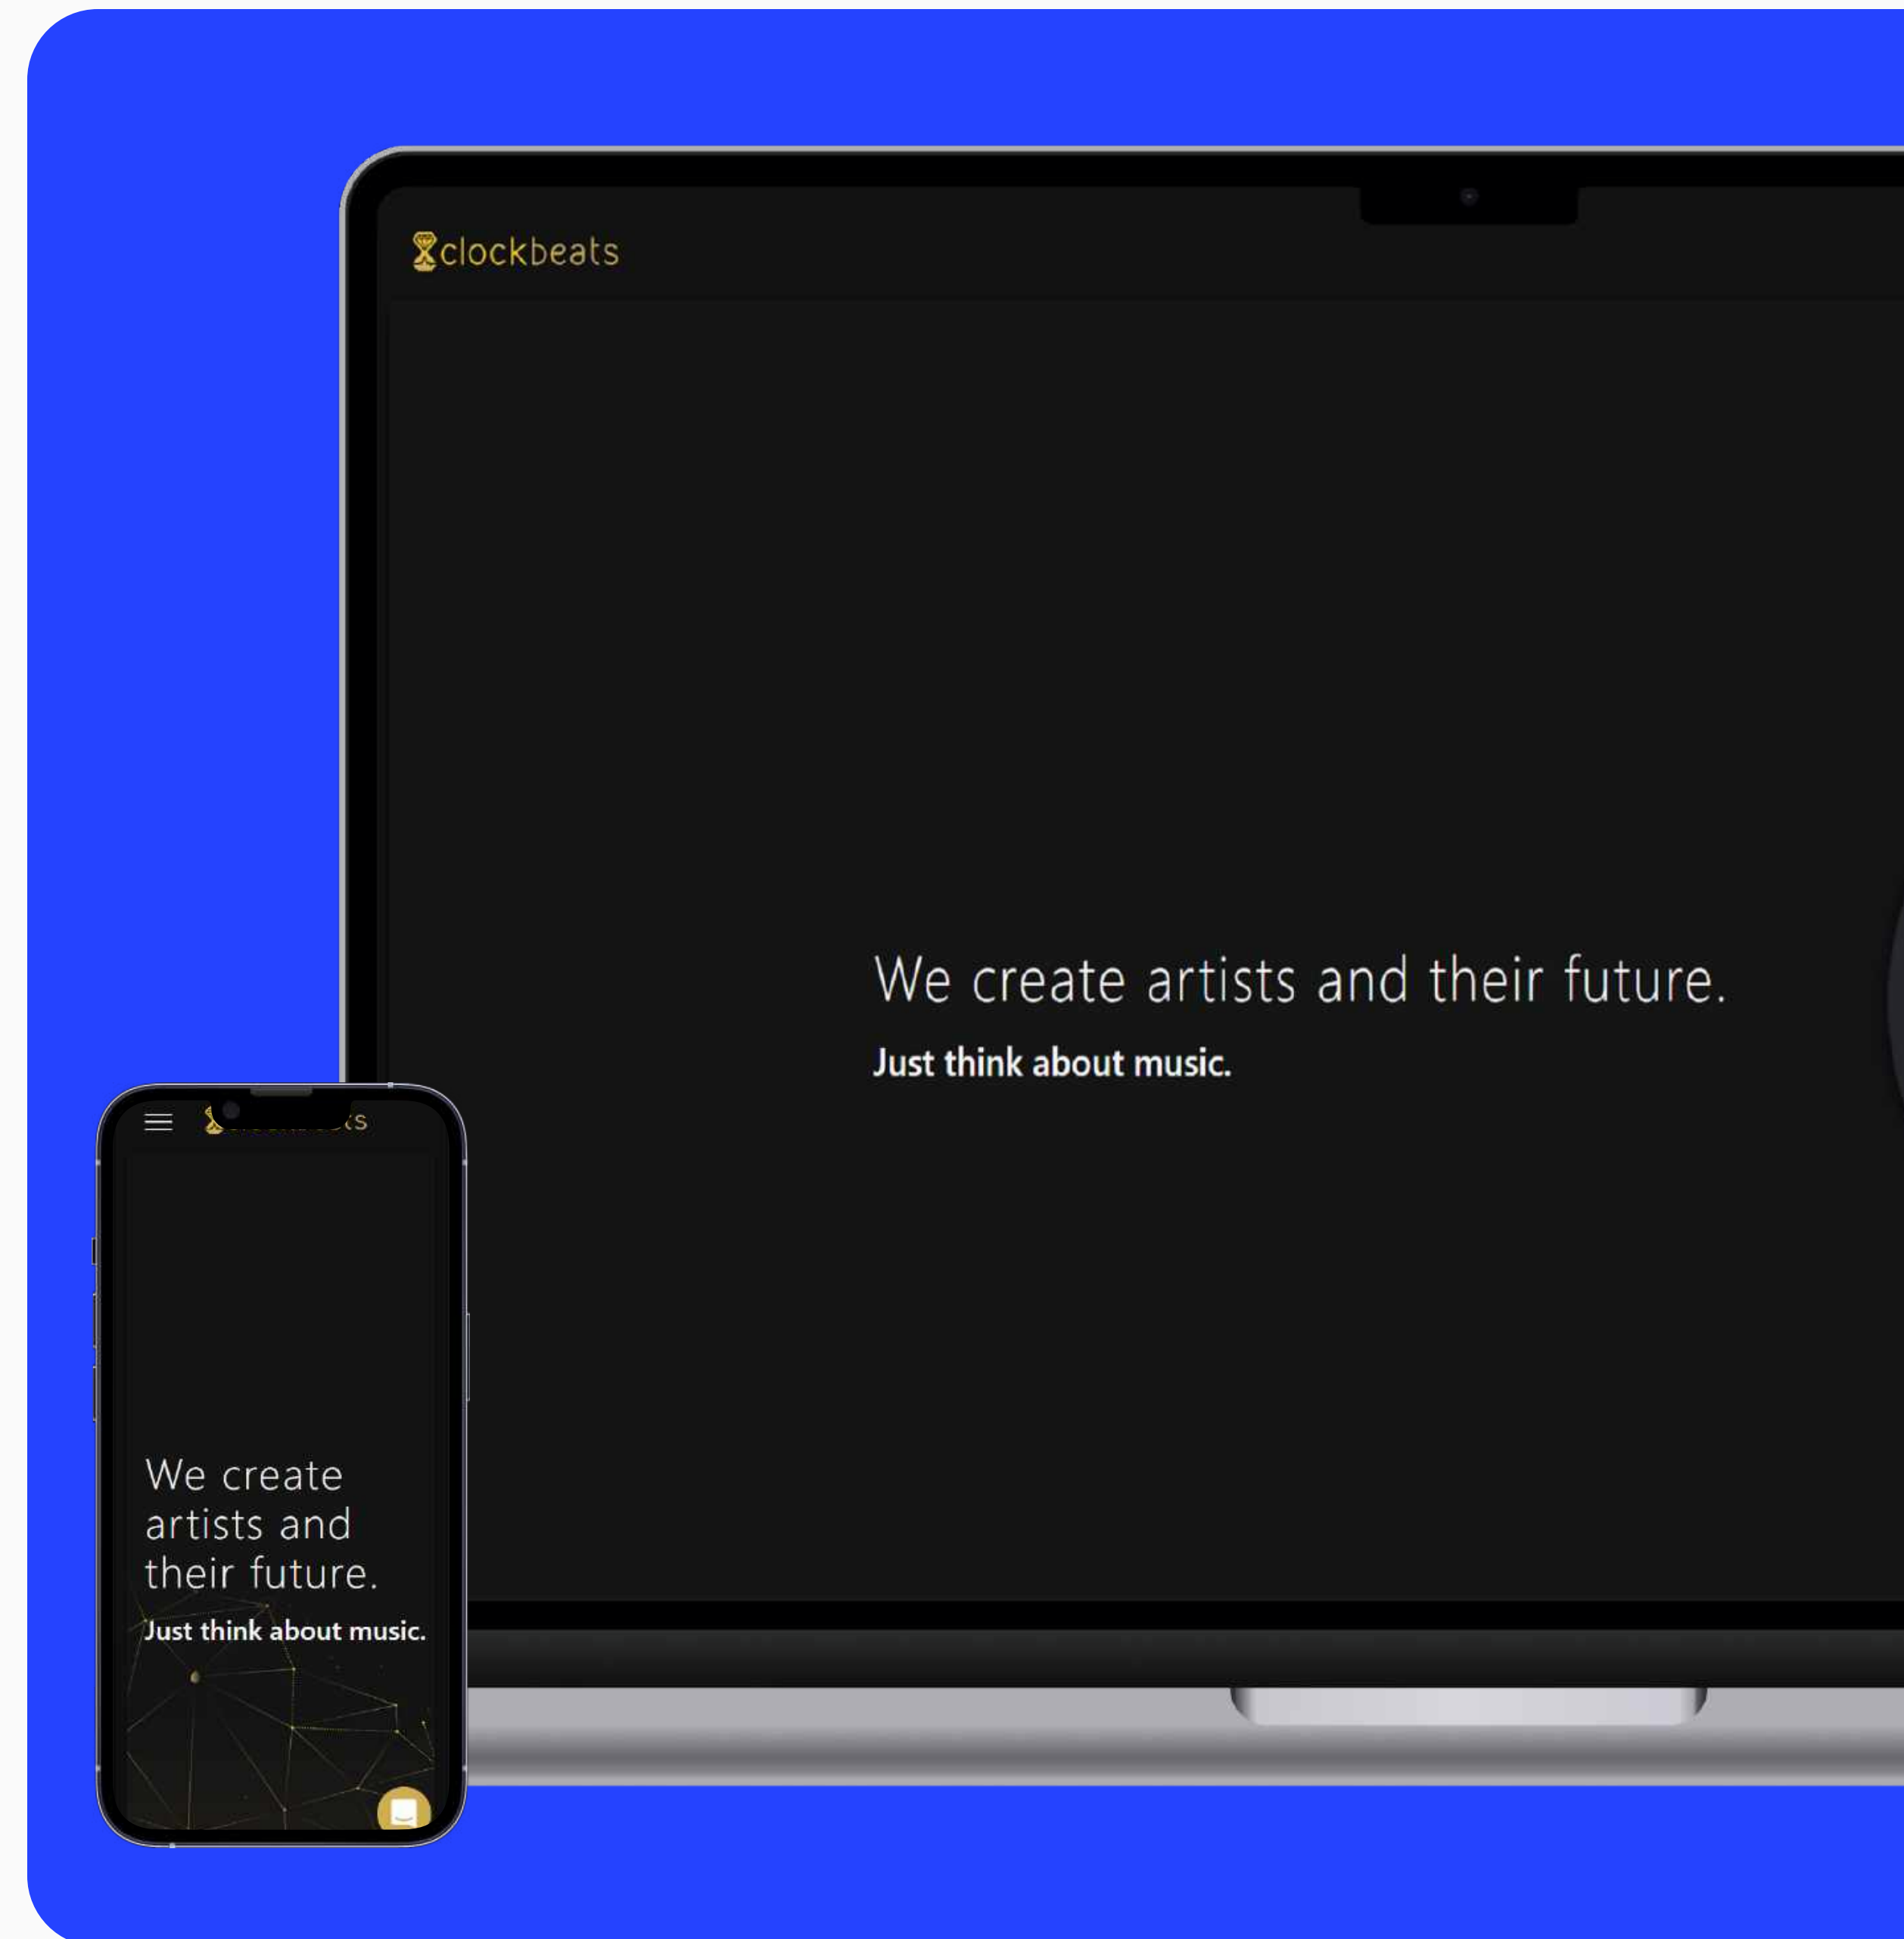 clockbeats
We create artists and their future.
Just think about music.
We create
artists and
their future.
Just think about music.